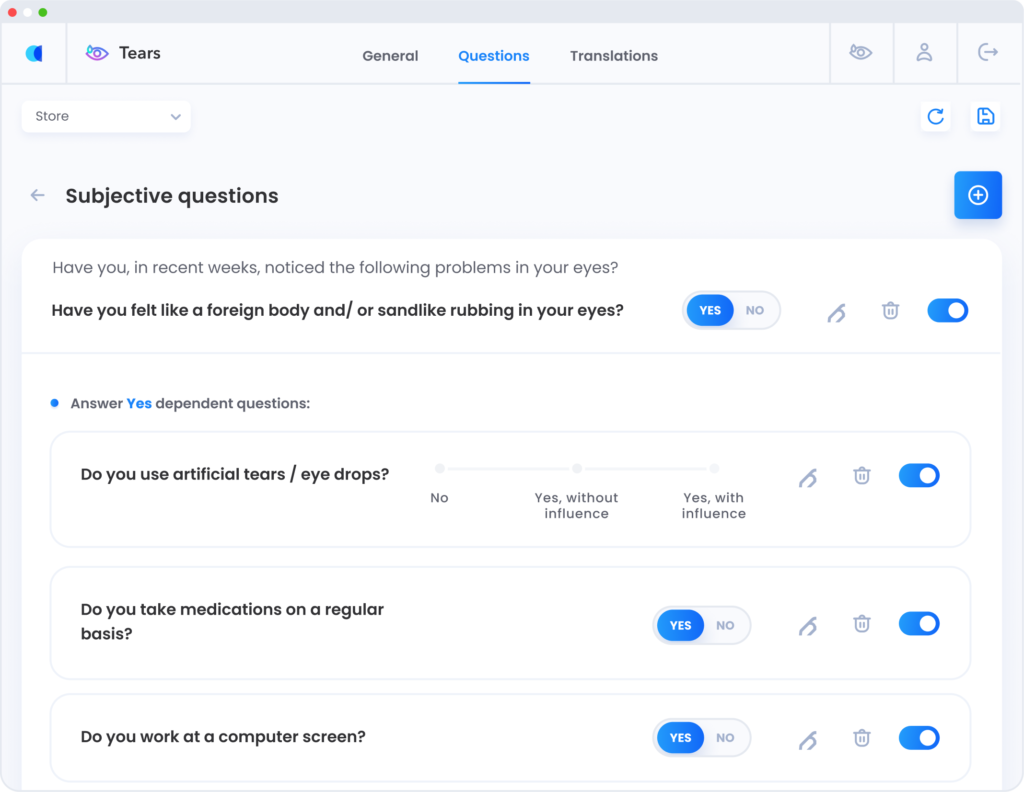 Tears
General
Questions
Translations
Store
Subjective questions
Have you, in recent weeks, noticed the following problems in your eyes?
Have you felt like a foreign body and/ or sandlike rubbing in your eyes?
YES NO
Answer Yes dependent questions:
Do you use artificial tears / eye drops?
No
Yes, without
influence
Yes, with
influence
Do you take medications on a regular
basis?
YES NO
Do you work at a computer screen?
YES NO